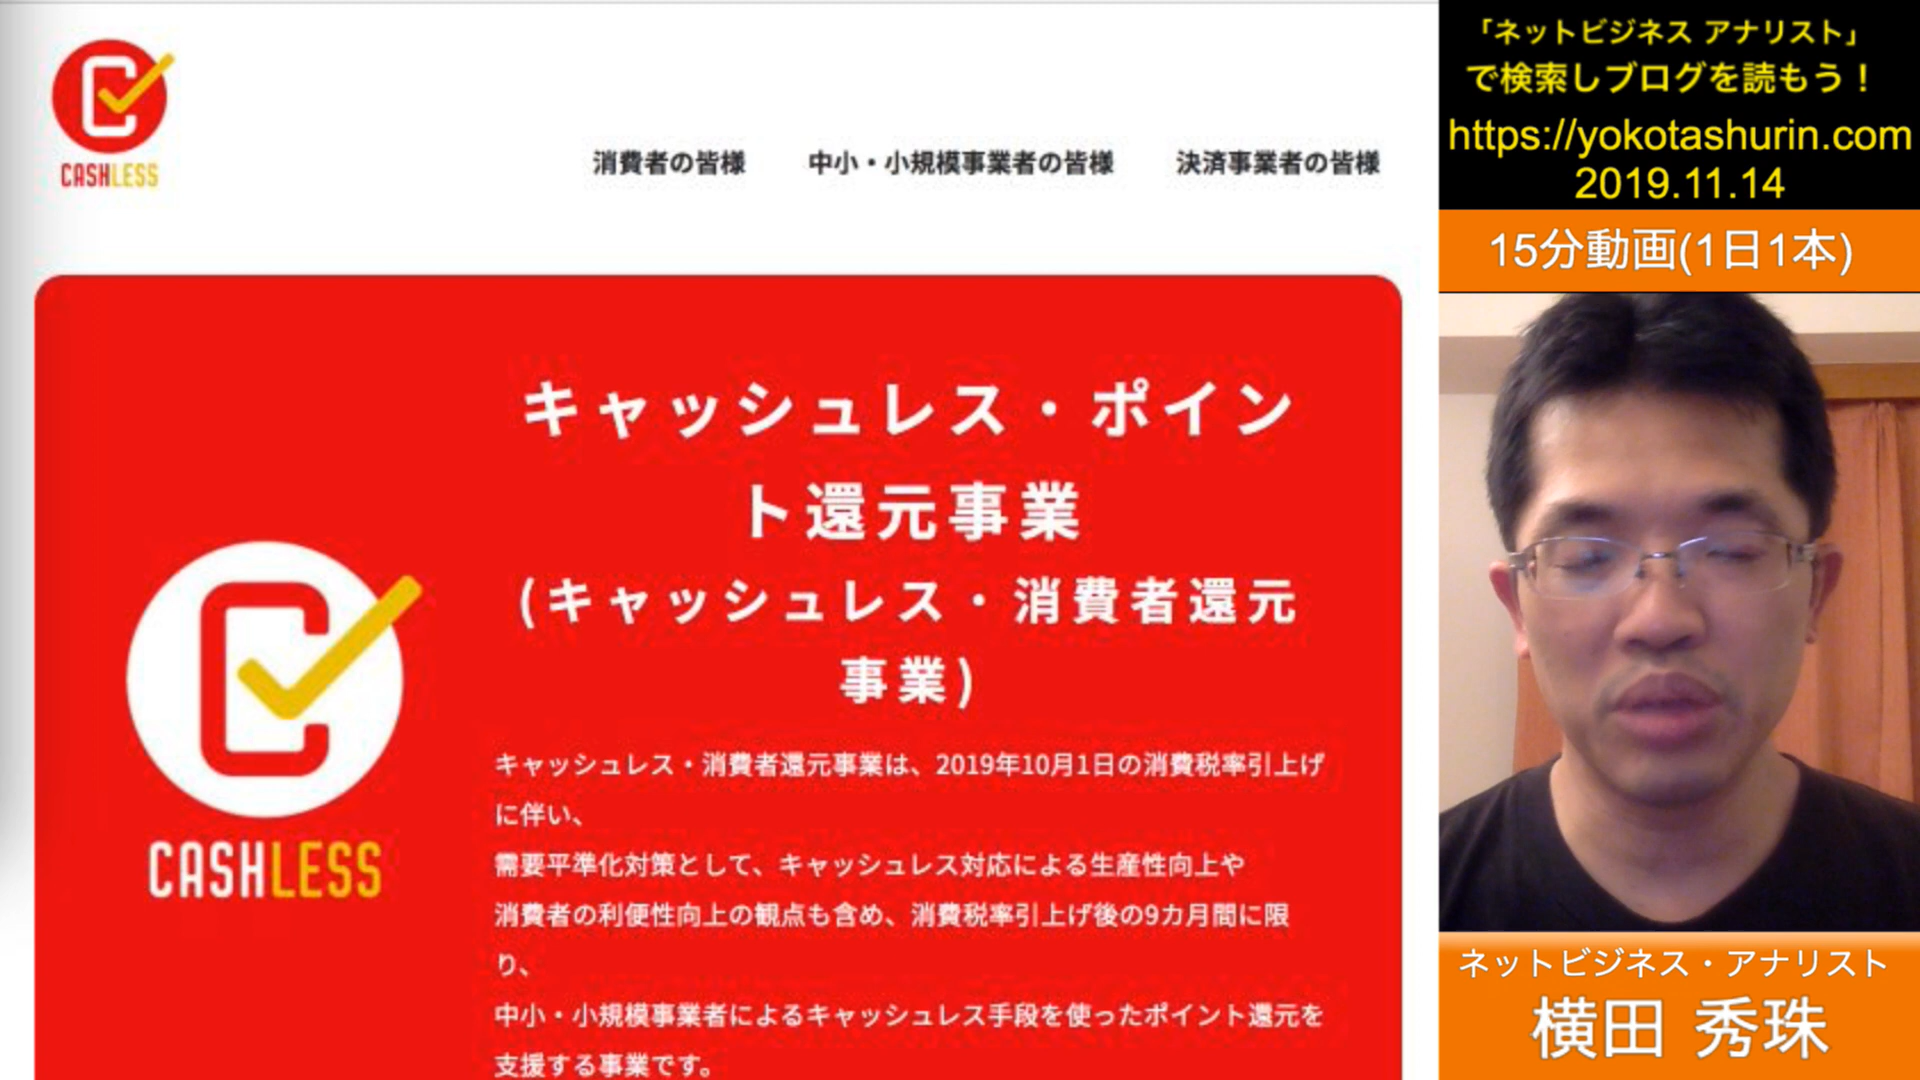 CASHLESS
消費者の皆様
中小・小規模事業者の皆様
決済事業者の皆様
キャッシュレス・ポイン
ト還元事業
(キャッシュレス・消費者還元
事業)
CASHLESS
キャッシュレス・消費者還元事業は、2019年10月1日の消費税率引上げ
に伴い、
需要平準化対策として、キャッシュレス対応による生産性向上や
消費者の利便性向上の観点も含め、消費税率引上げ後の9カ月間に限
り、
中小・小規模事業者によるキャッシュレス手段を使ったポイント還元を
支援する事業です。
「ネットビジネス アナリスト」
で検索しブログを読もう！
https://yokotashurin.com
2019.11.14
15分動画(1日1本)
ネットビジネス・アナリスト
横田 秀珠